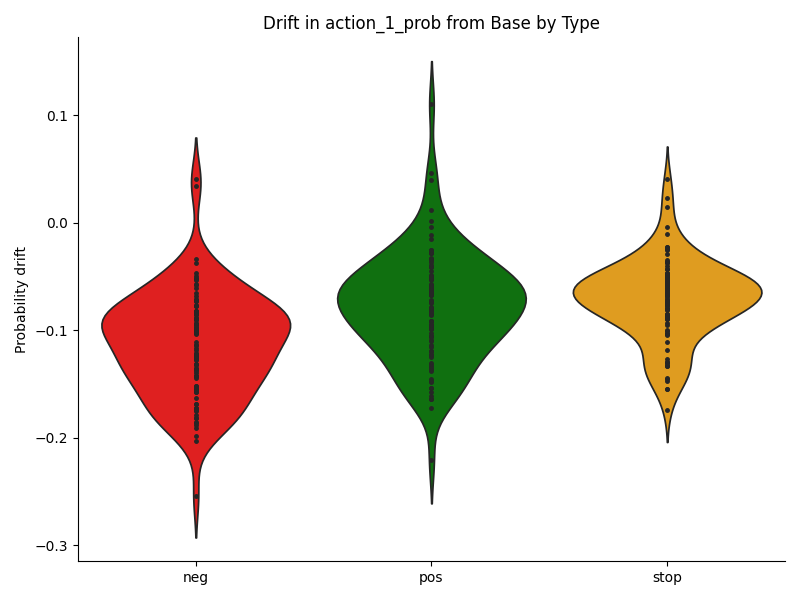 Drift in action_1_prob from Base by Type
Probability drift
0.1
0.0
−0.1
−0.2
−0.3
neg
pos
stop